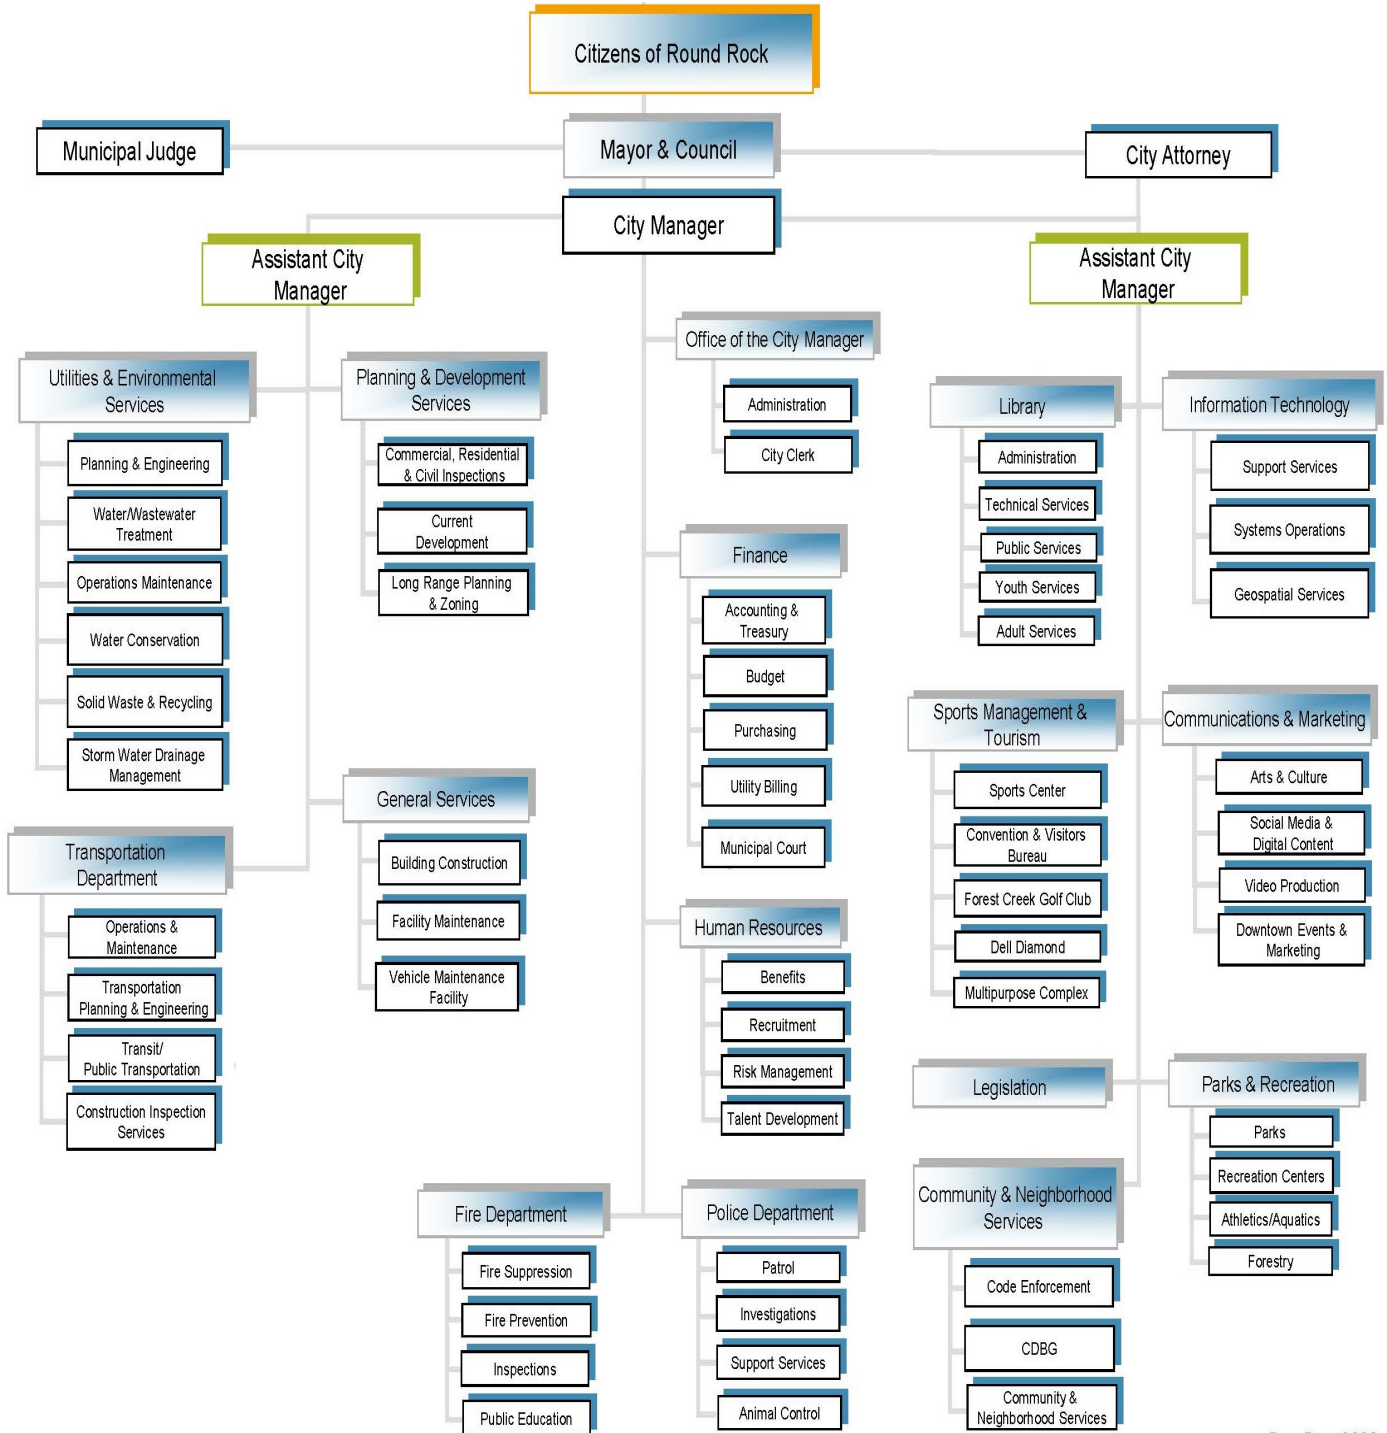 Citizens of Round Rock
Municipal Judge
Mayor & Council
City Attorney
City Manager
Assistant City
Manager
Assistant City
Manager
Utilities & Environmental
Services
Planning & Engineering
Water/Wastewater
Treatment
Operations Maintenance
Water Conservation
Solid Waste & Recycling
Storm Water Drainage
Management
Planning & Development
Services
Commercial, Residential
& Civil Inspections
Current
Development
Long Range Planning
& Zoning
General Services
Building Construction
Facility Maintenance
Vehicle Maintenance
Facility
Transportation
Department
Operations &
Maintenance
Transportation
Planning & Engineering
Transit/
Public Transportation
Construction Inspection
Services
Office of the City Manager
Administration
City Clerk
Finance
Accounting &
Treasury
Budget
Purchasing
Utility Billing
Municipal Court
Human Resources
Benefits
Recruitment
Risk Management
Talent Development
Fire Department
Fire Suppression
Fire Prevention
Inspections
Public Education
Police Department
Patrol
Investigations
Support Services
Animal Control
Library
Administration
Technical Services
Public Services
Youth Services
Adult Services
Information Technology
Support Services
Systems Operations
Geospatial Services
Sports Management &
Tourism
Sports Center
Convention & Visitors
Bureau
Forest Creek Golf Club
Dell Diamond
Multipurpose Complex
Communications & Marketing
Arts & Culture
Social Media &
Digital Content
Video Production
Downtown Events &
Marketing
Legislation
Parks & Recreation
Parks
Recreation Centers
Athletics/Aquatics
Forestry
Community & Neighborhood
Services
Code Enforcement
CDBG
Community &
Neighborhood Services